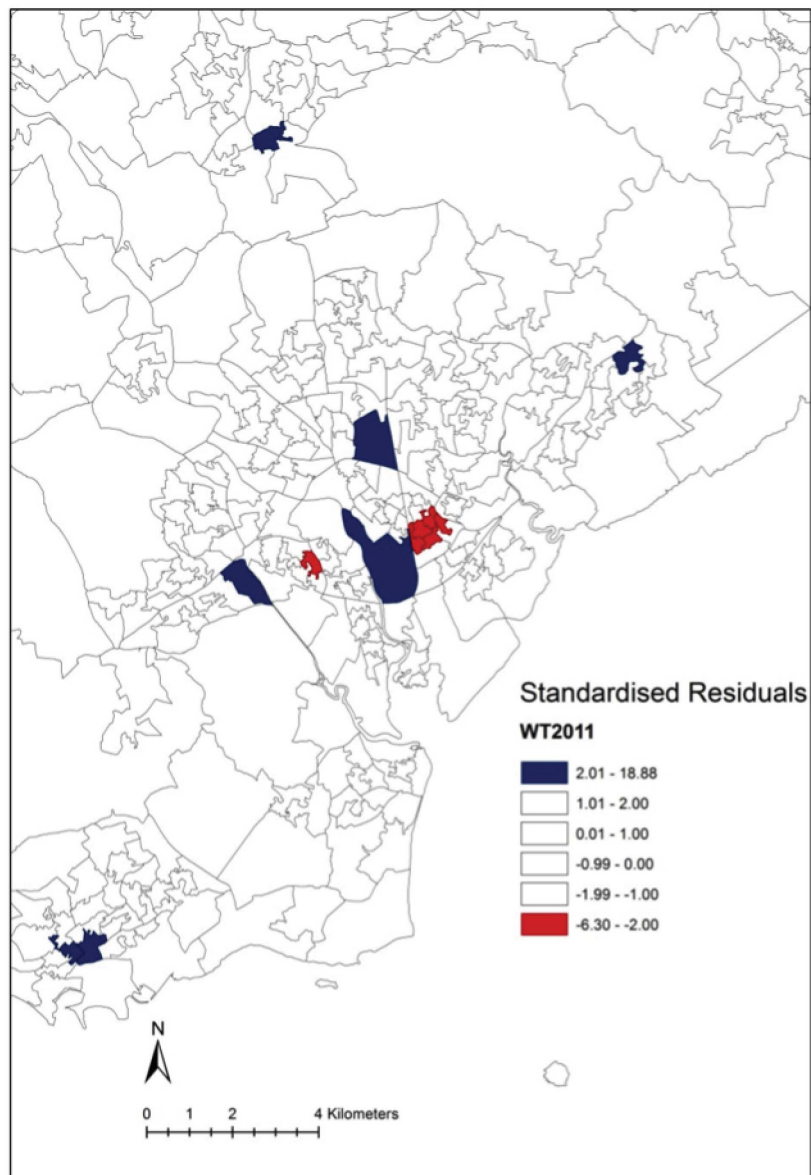 Standardised Residuals
WT2011
2.01 - 18.88
1.01 - 2.00
0.01 - 1.00
-0.99 - 0.00
-1.99 - -1.00
-6.30 - -2.00
N
0 1 2 4 Kilometers